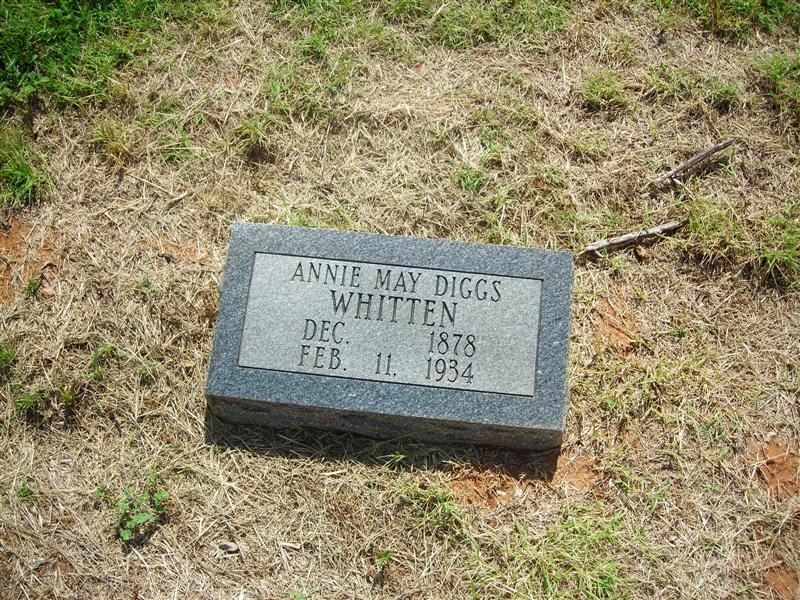 ANNIE MAY DIGGS
WHITTEN
DEC. 1878
FEB. 11, 1934